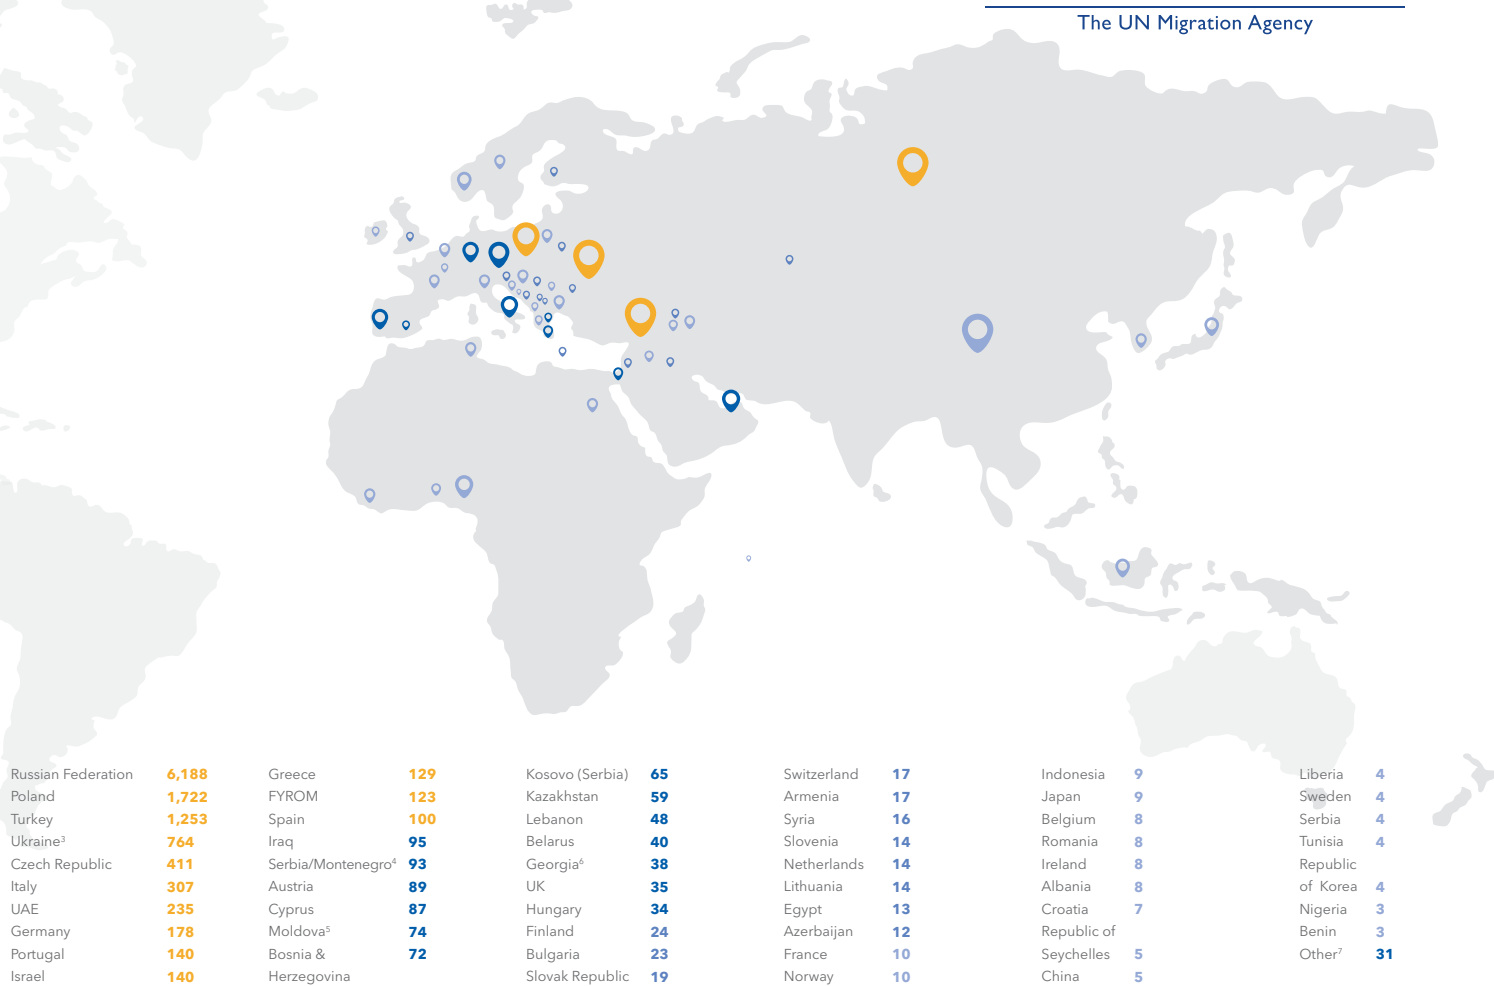 The UN Migration Agency
Russian Federation 6,188
Poland 1,722
Turkey 1,253
Ukraine3 764
Czech Republic 411
Italy 307
UAE 235
Germany 178
Portugal 140
Israel 140
Greece 129
FYROM 123
Spain 100
Iraq 95
Serbia/Montenegro4 93
Austria 89
Cyprus 87
Moldova5 74
Bosnia & 72
Herzegovina
Kosovo (Serbia) 65
Kazakhstan 59
Lebanon 48
Belarus 40
Georgia6 38
UK 35
Hungary 34
Finland 24
Bulgaria 23
Slovak Republic 19
Switzerland 17
Armenia 17
Syria 16
Slovenia 14
Netherlands 14
Lithuania 14
Egypt 13
Azerbaijan 12
France 10
Norway 10
Indonesia 9
Japan 9
Belgium 8
Romania 8
Ireland 8
Albania 8
Croatia 7
Republic of
Seychelles 5
China 5
Liberia 4
Sweden 4
Serbia 4
Tunisia 4
Republic
of Korea 4
Nigeria 3
Benin 3
Other7 31